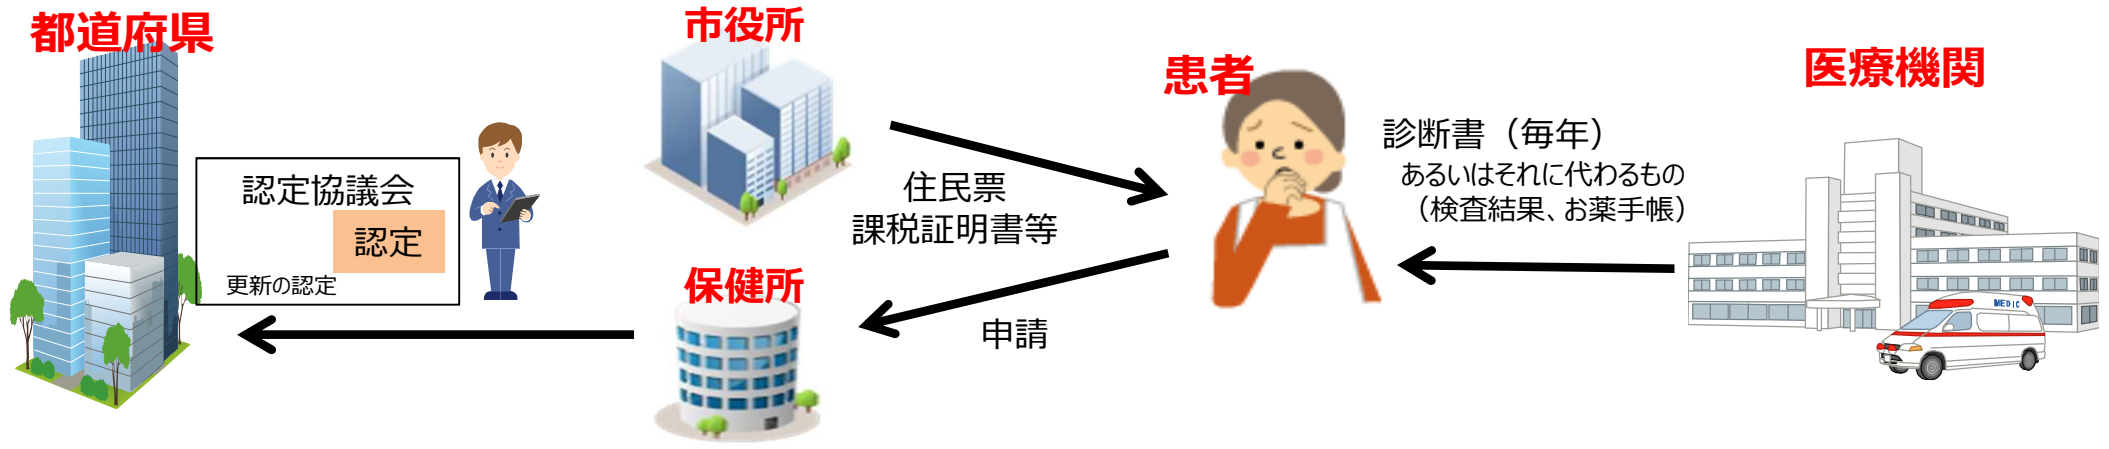 都道府県
市役所
患者
医療機関
認定協議会
認定
更新の認定
住民票
課税証明書等
診断書（毎年）
あるいはそれに代わるもの
（検査結果、お薬手帳）
保健所
申請
MEDIC